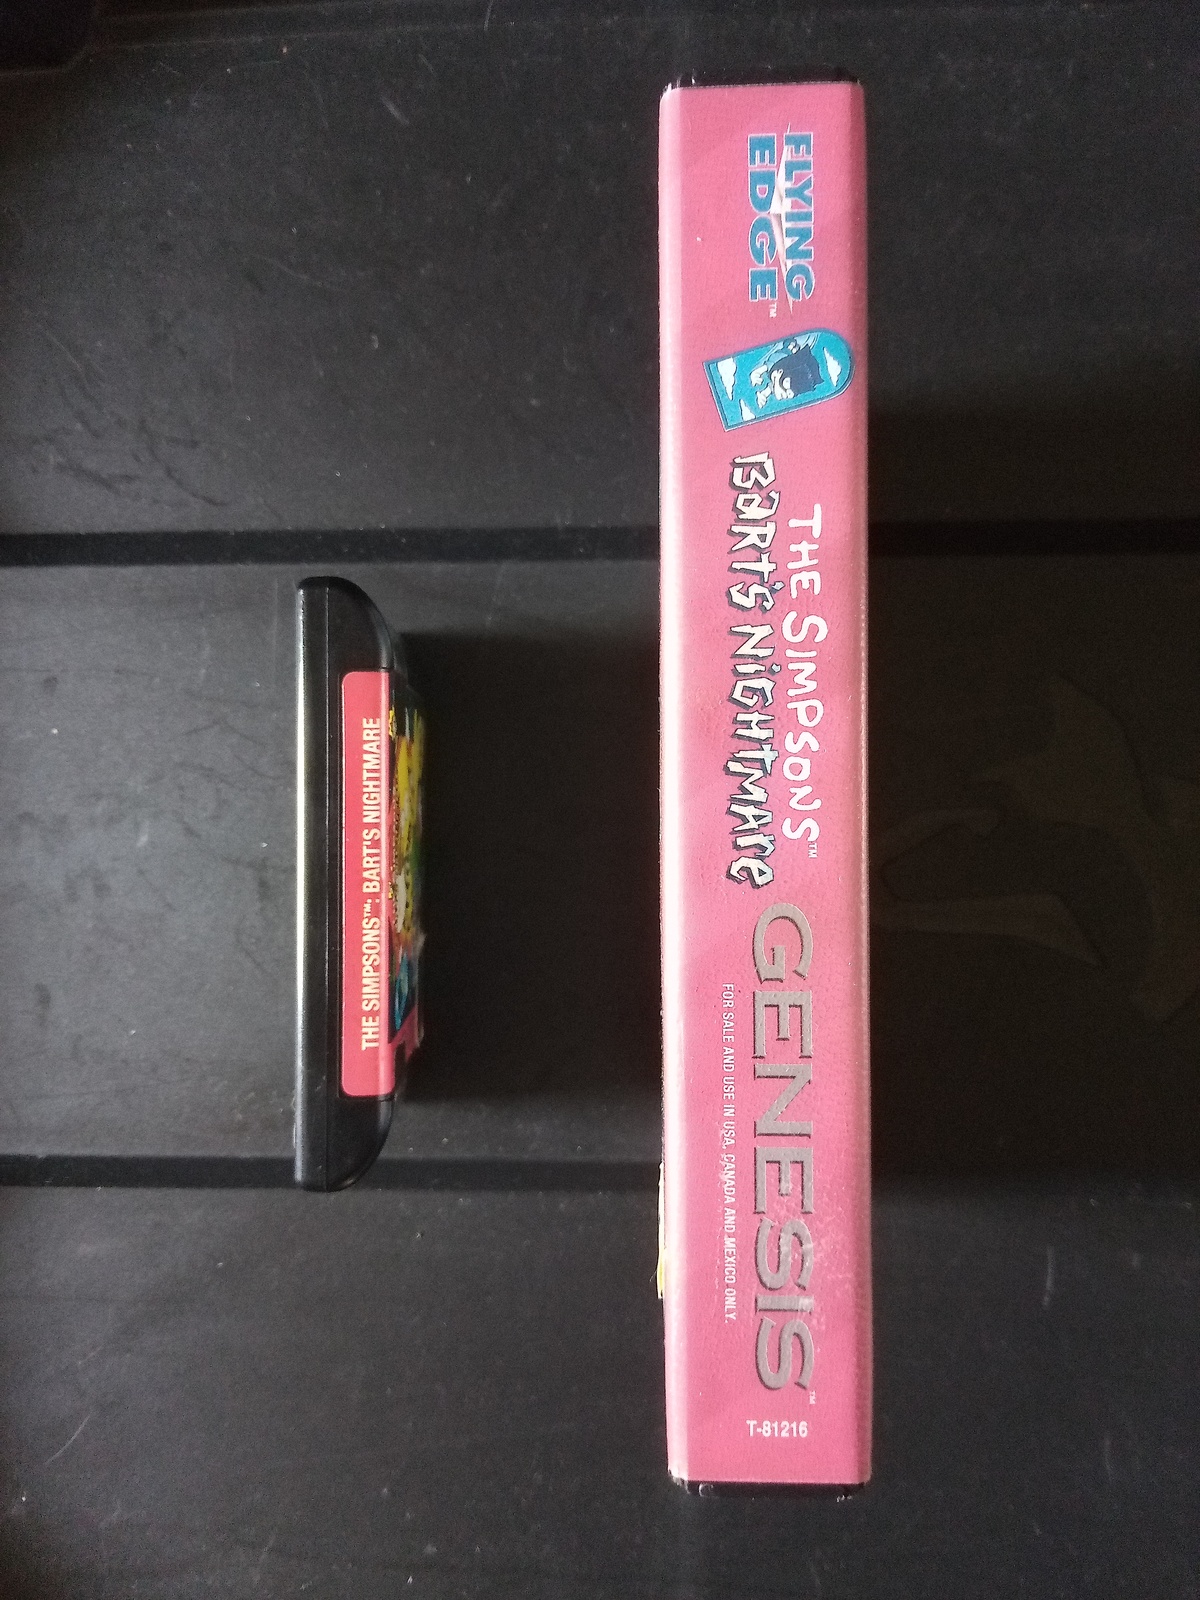 THE SIMPSONS™: BART'S NIGHTMARE
FLYING
EDGE™
THE SIMPSONS™
BART'S NIGHTMARE
GENESIS™
FOR SALE AND USE IN USA, CANADA AND MEXICO ONLY.
T-81216